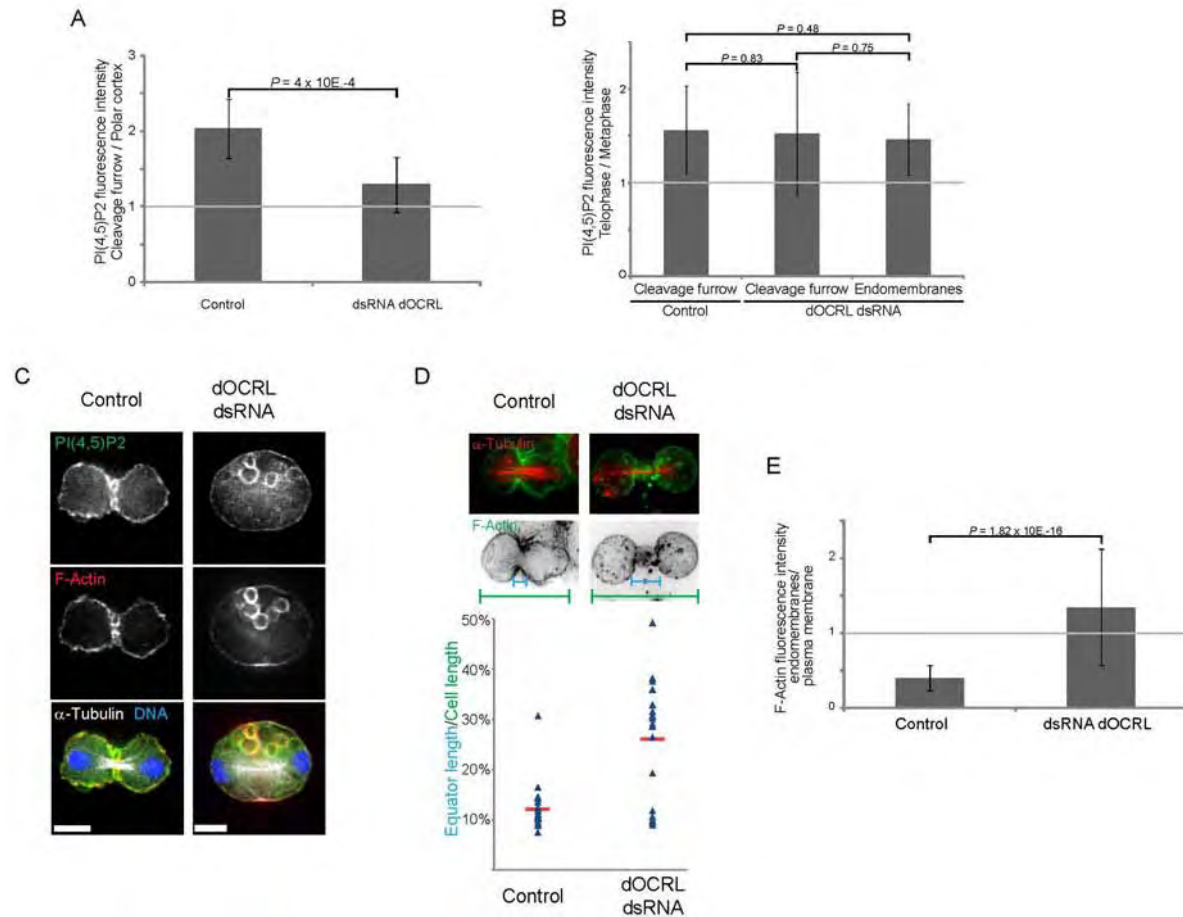 A
PI(4,5)P2 fluorescence intensity
Cleavage furrow / Polar cortex
3
2
1
0
P = 4 x 10E.-4
Control
dsRNA dOCRL
B
PI(4,5)P2 fluorescence intensity
Telophase / Metaphase
2
1
0
P = 0.48
P = 0.83
P = 0.75
Cleavage furrow
Cleavage furrow
Endomembranes
Control
dOCRL dsRNA
C
Control
dOCRL
dsRNA
PI(4,5)P2
F-Actin
α-Tubulin DNA
D
Control
dOCRL
dsRNA
α-Tubulin
F-Actin
Equator length/Cell length
50%
40%
30%
20%
10%
Control
dOCRL
dsRNA
E
F-Actin fluorescence intensity
endomembranes/
plasma membrane
2
1
0
P = 1.82 x 10E-16
Control
dsRNA dOCRL